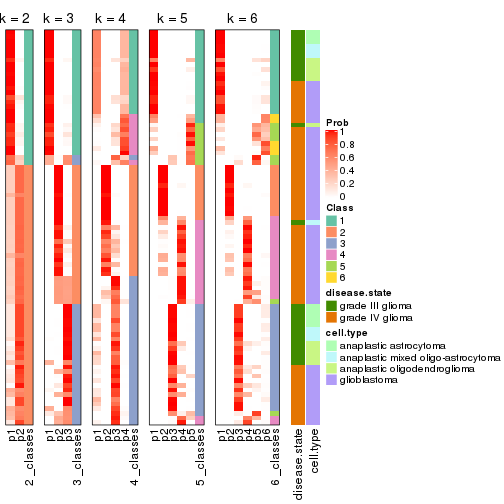 k = 2
k = 3
k = 4
k = 5
k = 6
Prob
1
0.8
0.6
0.4
0.2
0
Class
1
2
3
4
5
6
disease.state
grade III glioma
grade IV glioma
cell.type
anaplastic astrocytoma
anaplastic mixed oligo-astrocytoma
anaplastic oligodendroglioma
glioblastoma
p1
p2
2_classes
p1
p2
p3
3_classes
p1
p2
p3
p4
4_classes
p1
p2
p3
p4
p5
5_classes
p1
p2
p3
p4
p5
p6
6_classes
disease.state
cell.type